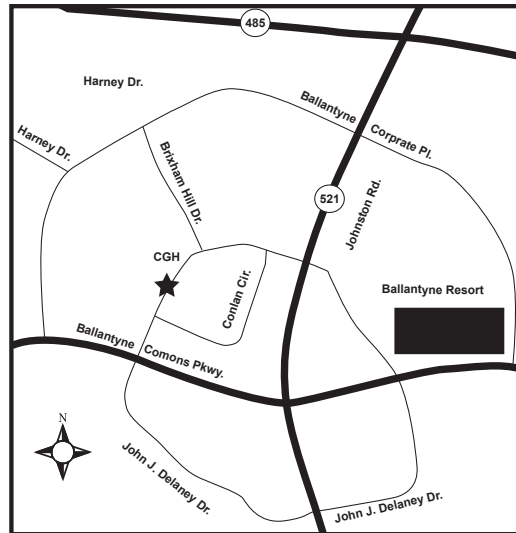 485
Harney Dr.
Ballantyne
Corprate Pl.
Harney Dr.
Brixham Hill Dr.
521
Johnston Rd.
CGH
Conlan Cir.
Ballantyne Resort
Ballantyne
Comons Pkwy.
N
John J. Delaney Dr.
John J. Delaney Dr.